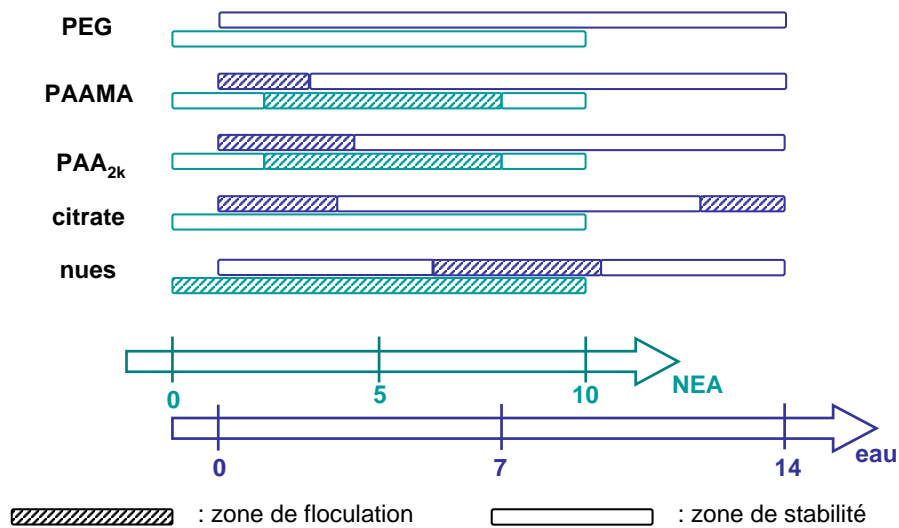 PEG
PAAMA
PAA2k
citrate
nues
0 5 10 NEA
0 7 14 eau
: zone de floculation : zone de stabilité